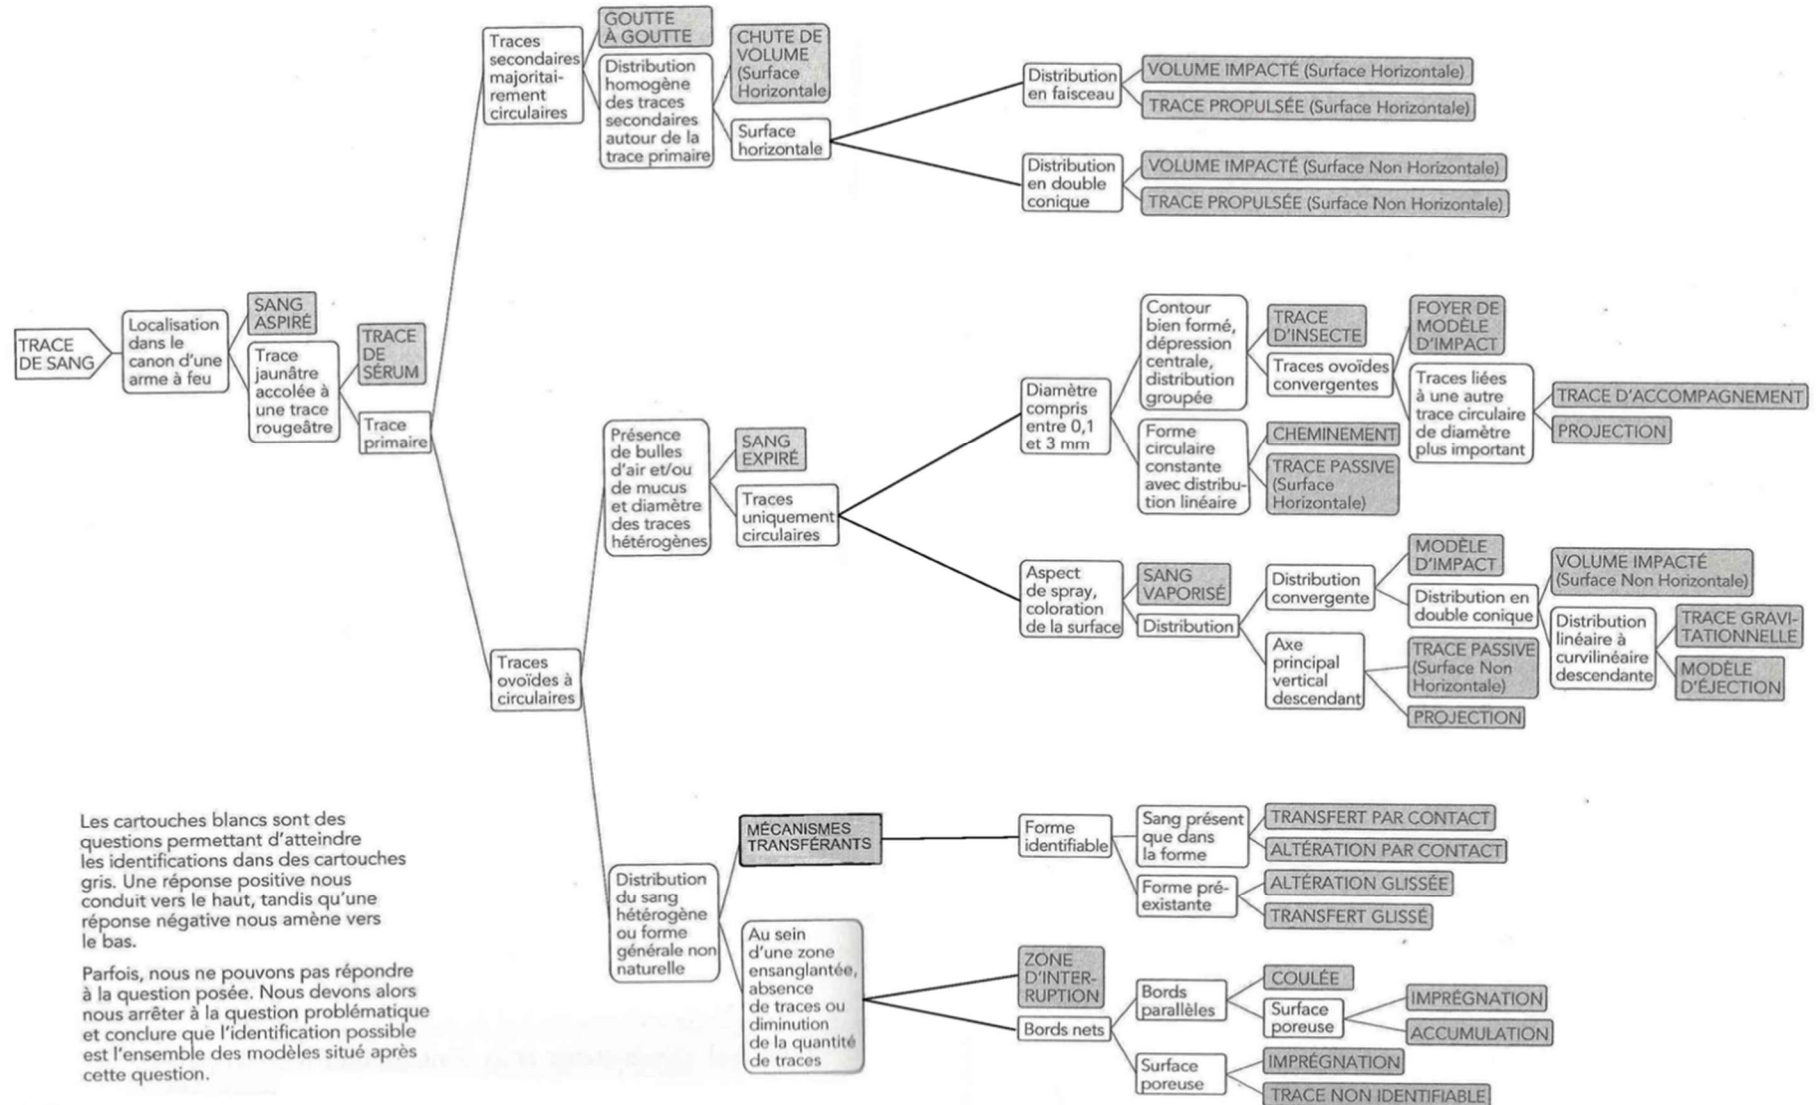 TRACE
DE SANG
Localisation
dans le
canon d'une
arme à feu
SANG
ASPIRÉ
Trace
jaunâtre
accolée à
une trace
rougeâtre
TRACE
DE
SÉRUM
Trace
primaire
Traces
secondaires
majoritai-
rement
circulaires
GOUTTE
À GOUTTE
Distribution
homogène
des traces
secondaires
autour de la
trace primaire
CHUTE DE
VOLUME
(Surface
Horizontale
Surface
horizontale
Distribution
en faisceau
VOLUME IMPACTÉ (Surface Horizontale)
TRACE PROPULSÉE (Surface Horizontale)
Distribution
en double
conique
VOLUME IMPACTÉ (Surface Non Horizontale)
TRACE PROPULSÉE (Surface Non Horizontale)
Traces
ovoïdes à
circulaires
Présence
de bulles
d'air et/ou
de mucus
et diamètre
des traces
hétérogènes
SANG
EXPIRÉ
Traces
uniquement
circulaires
Diamètre
compris
entre 0,1
et 3 mm
Contour
bien formé,
dépression
centrale,
distribution
groupée
TRACE
D'INSECTE
Traces ovoïdes
convergentes
FOYER DE
MODÈLE
D'IMPACT
Traces liées
à une autre
trace circulaire
de diamètre
plus important
TRACE D'ACCOMPAGNEMENT
PROJECTION
Forme
circulaire
constante
avec distribu-
tion linéaire
CHEMINEMENT
TRACE PASSIVE
(Surface
Horizontale)
Aspect
de spray,
coloration
de la surface
SANG
VAPORISÉ
Distribution
Distribution
convergente
MODÈLE
D'IMPACT
Distribution en
double conique
VOLUME IMPACTÉ
(Surface Non Horizontale)
Distribution
linéaire à
curvilinéaire
descendante
TRACE GRAVI-
TATIONNELLE
MODÈLE
D'ÉJECTION
Axe
principal
vertical
descendant
TRACE PASSIVE
(Surface Non
Horizontale)
PROJECTION
Distribution
du sang
hétérogène
ou forme
générale non
naturelle
MÉCANISMES
TRANSFÉRANTS
Forme
identifiable
Sang présent
que dans
la forme
TRANSFERT PAR CONTACT
ALTÉRATION PAR CONTACT
Forme pré-
existante
ALTÉRATION GLISSÉE
TRANSFERT GLISSÉ
Au sein
d'une zone
ensanglantée,
absence
de traces ou
diminution
de la quantité
de traces
ZONE
D'INTER-
RUPTION
Bords nets
Bords
parallèles
COULÉE
Surface
poreuse
IMPRÉGNATION
ACCUMULATION
Surface
poreuse
IMPRÉGNATION
TRACE NON IDENTIFIABLE
Les cartouches blancs sont des
questions permettant d'atteindre
les identifications dans des cartouches
gris. Une réponse positive nous
conduit vers le haut, tandis qu'une
réponse négative nous amène vers
le bas.
Parfois, nous ne pouvons pas répondre
à la question posée. Nous devons alors
nous arrêter à la question problématique
et conclure que l'identification possible
est l'ensemble des modèles situé après
cette question.